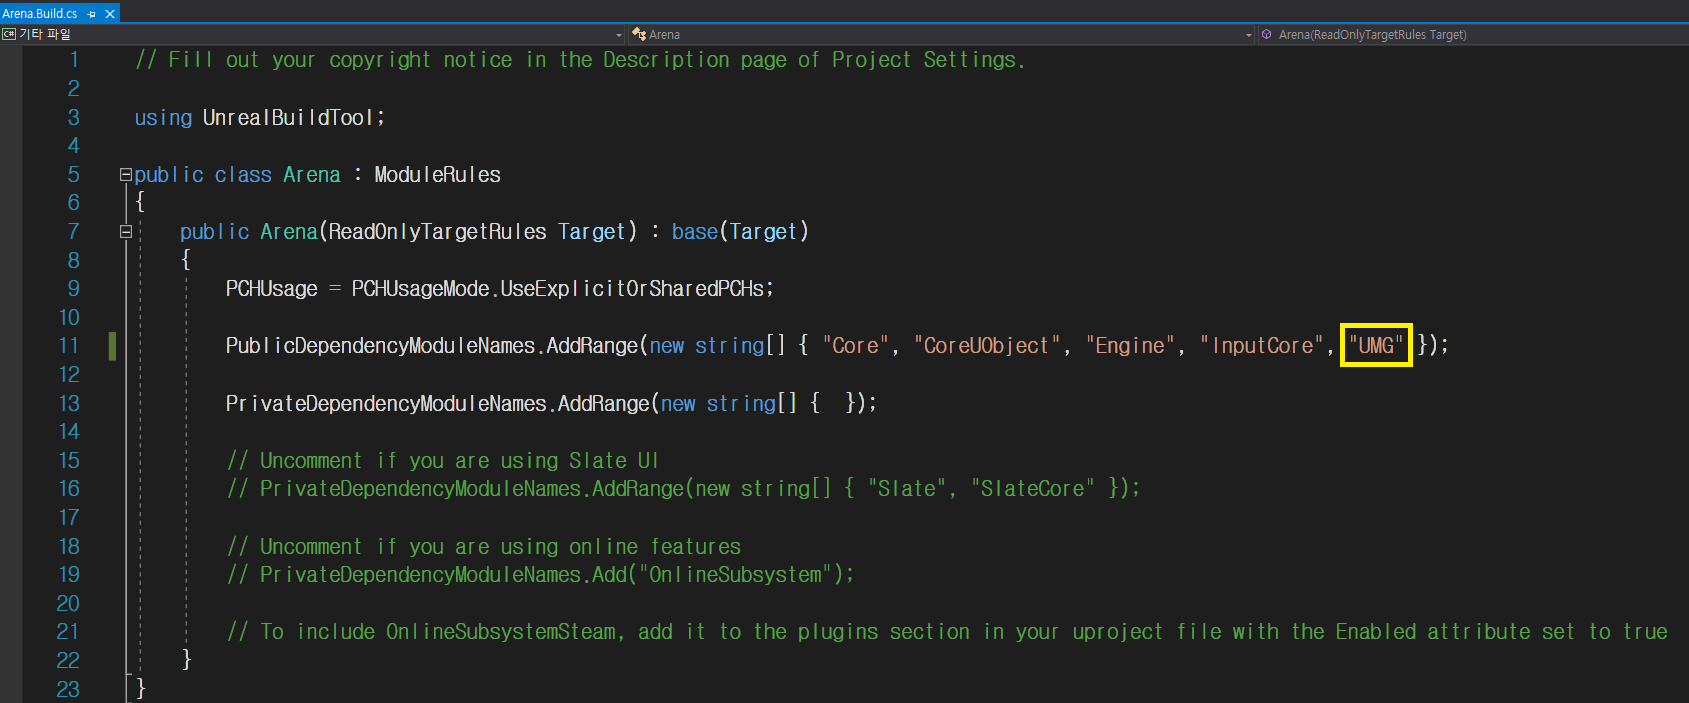 Arena.Build.cs
C# 기타 파일 Arena Arena(ReadOnlyTargetRules Target)
1 // Fill out your copyright notice in the Description page of Project Settings.
2
3 using UnrealBuildTool;
4
5 public class Arena : ModuleRules
6 {
7 public Arena(ReadOnlyTargetRules Target) : base(Target)
8 {
9 PCHUsage = PCHUsageMode.UseExplicitOrSharedPCHs;
10
11 PublicDependencyModuleNames.AddRange(new string[] { "Core", "CoreUObject", "Engine", "InputCore", "UMG" });
12
13 PrivateDependencyModuleNames.AddRange(new string[] {  });
14
15 // Uncomment if you are using Slate UI
16 // PrivateDependencyModuleNames.AddRange(new string[] { "Slate", "SlateCore" });
17
18 // Uncomment if you are using online features
19 // PrivateDependencyModuleNames.Add("OnlineSubsystem");
20
21 // To include OnlineSubsystemSteam, add it to the plugins section in your uproject file with the Enabled attribute set to true
22 }
23 }